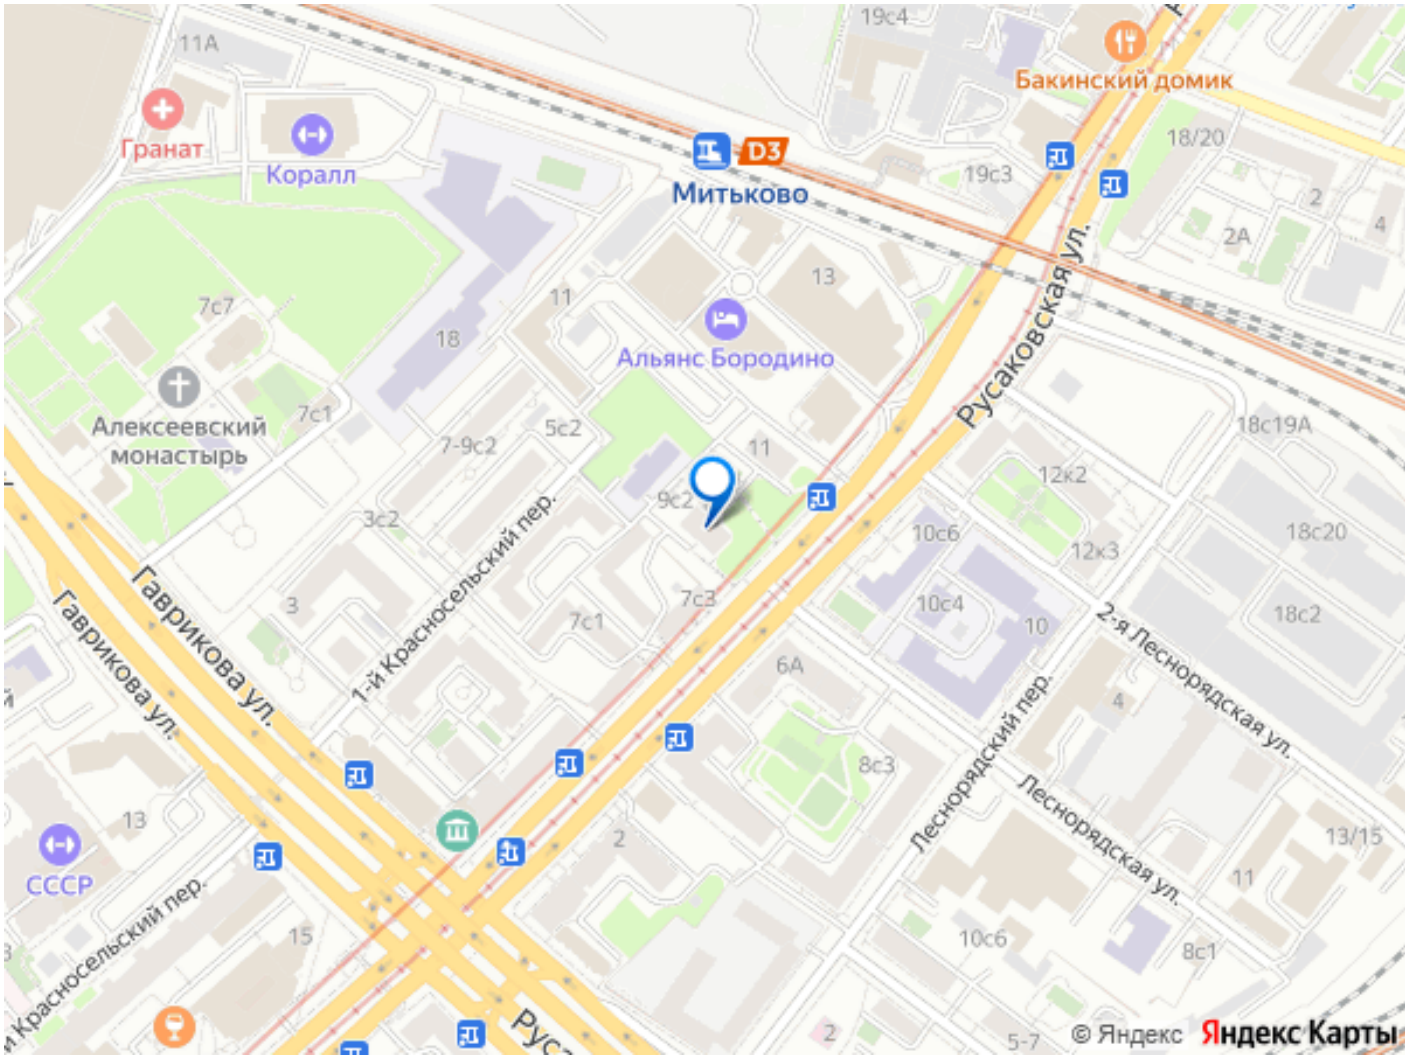 19с4
11А
Бакинский домик
Гранат
Коралл
D3
Митьково
18/20
19с3
2
2А
4
Русаковская ул.
7с7
11
13
18
Альянс Бородино
Алексеевский
монастырь
7с1
7-9с2
5с2
11
18с19А
12к2
9с2
3с2
10с6
12к3
18с20
1-й Красносельский пер.
Гаврикова ул.
Гаврикова ул.
3
7с1
7с3
10с4
10
18с2
2-я Леснорядская ул.
6А
4
Леснорядский пер.
8с3
Леснорядская ул.
13
2
13/15
СССР
11
й Красносельский пер.
15
10с6
8с1
2
5-7
© Яндекс
Яндекс Карты